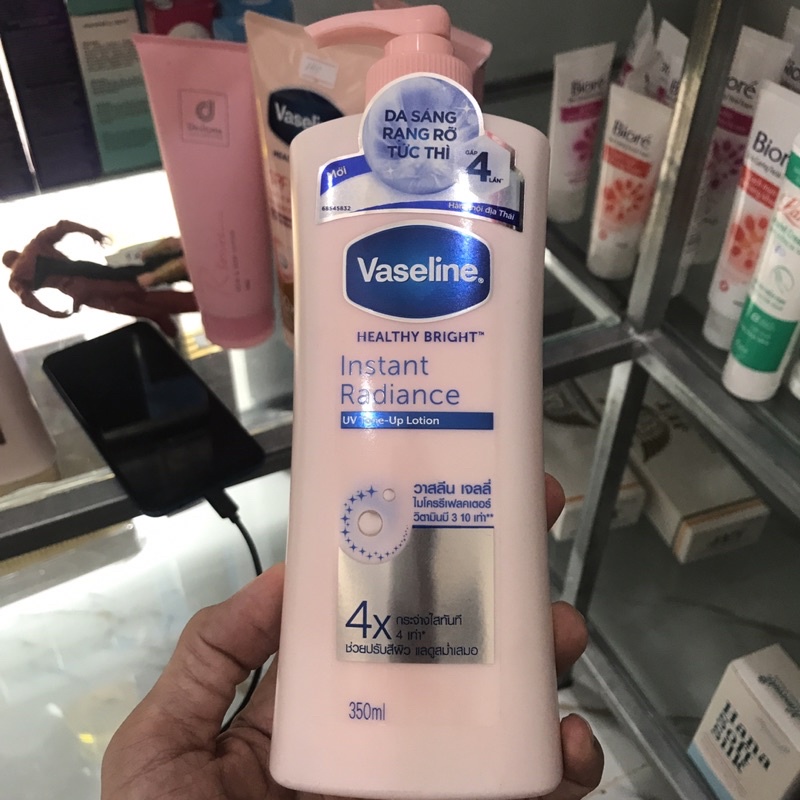 DA SÁNG
RẠNG RỠ
TỨC THÌ
GẤP
4
LẦN*
Mới
68545832
Hàng nội địa Thái
Vaseline.
HEALTHY BRIGHT™
Instant
Radiance
UV Tone-Up Lotion
วาสลีน เจลลี่
ไมโครรีเฟลคเตอร์
วิตามินบี 3 10 เท่า**
4x
กระจ่างใสทันที
4 เท่า*
ช่วยปรับสีผิว แลดูสม่ำเสมอ
350ml
Vaseline
Bioré
Bioré
Bioré
Bioré
Hana
Soft
Silk